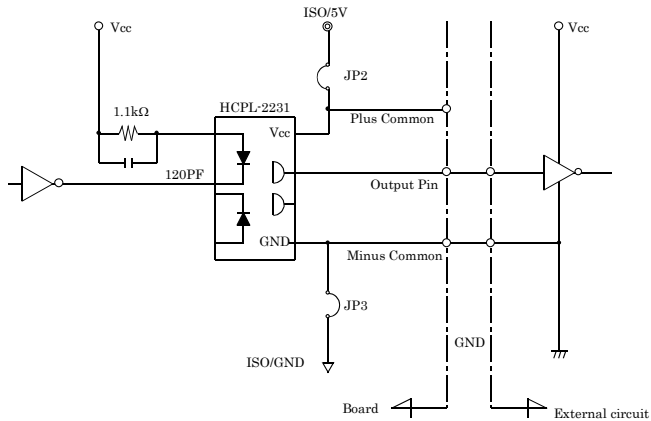 ISO/5V
Vcc
Vcc
JP2
1.1kΩ
HCPL-2231
Vcc
Plus Common
120PF
Output Pin
GND
Minus Common
JP3
GND
ISO/GND
Board
External circuit